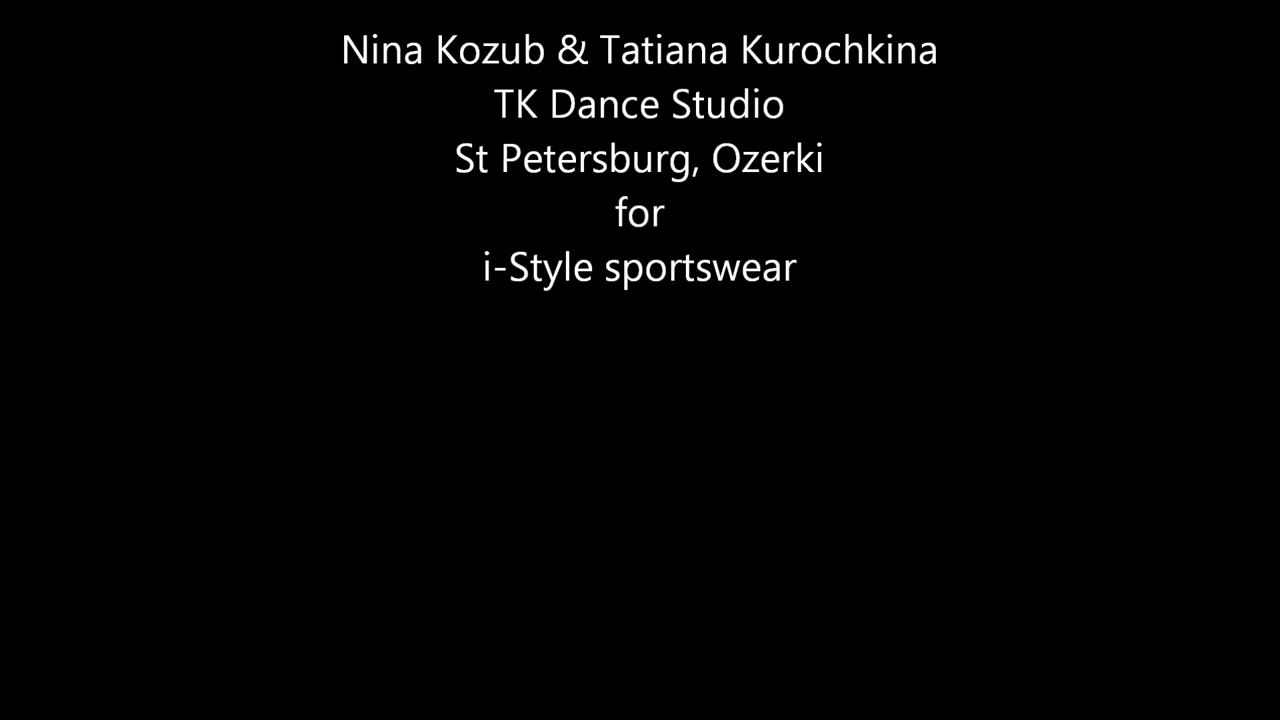 Nina Kozub & Tatiana Kurochkina
TK Dance Studio
St Petersburg, Ozerki
for
i-Style sportswear